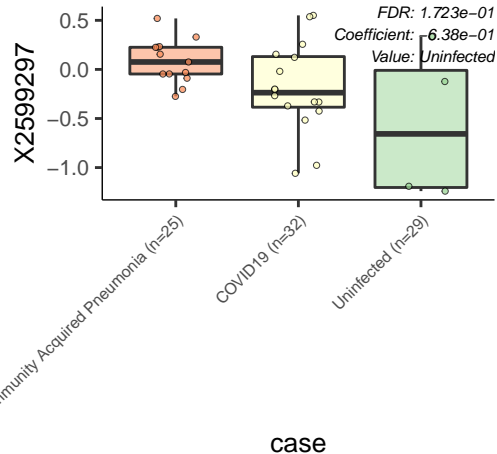 FDR: 1.723e−01
Coefficient: −6.38e−01
Value: Uninfected
X2599297
0.5
0.0
−0.5
−1.0
Acquired Pneumonia (n=25)
COVID19 (n=32)
Uninfected (n=29)
case